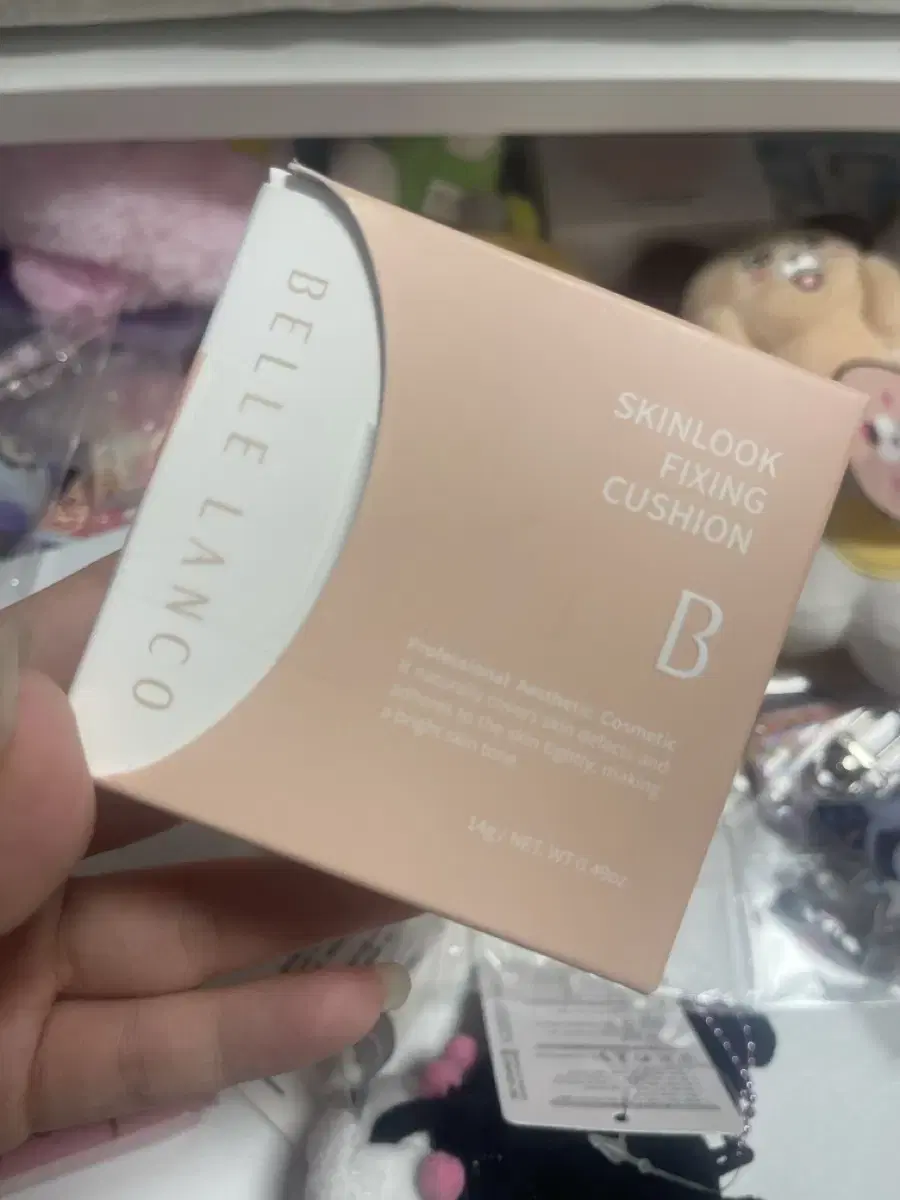 BELLE LANCO
SKINLOOK
FIXING
CUSHION
B
Professional Aesthetic Cosmetic
It naturally covers skin defects and
adheres to the skin tightly, making
a bright skin tone
14g / NET. WT 0.49oz